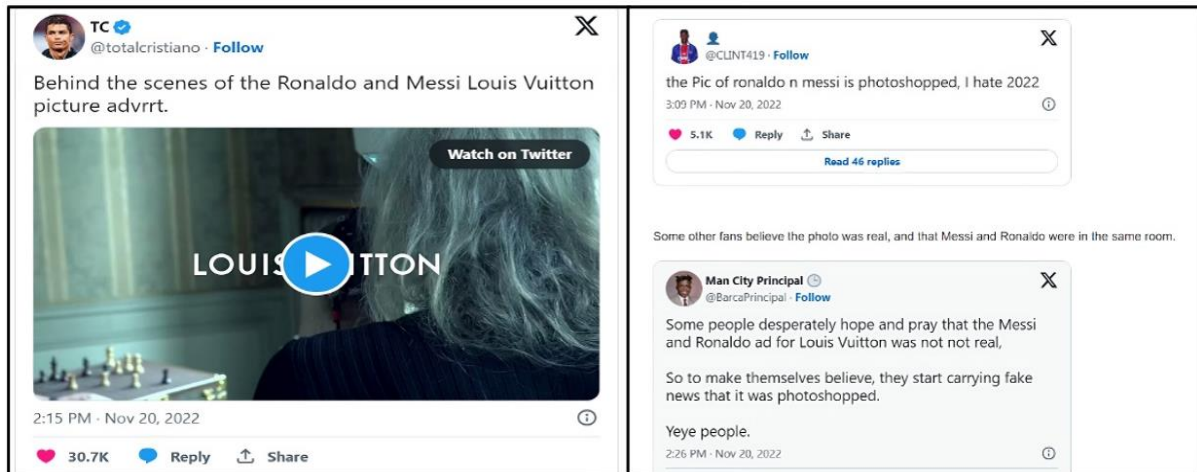 TC
@totalcristiano · Follow
Behind the scenes of the Ronaldo and Messi Louis Vuitton
picture advrrt.
Watch on Twitter
LOUIS ITTON
2:15 PM · Nov 20, 2022
30.7K Reply Share
@CLINT419 · Follow
the Pic of ronaldo n messi is photoshopped, I hate 2022
3:09 PM · Nov 20, 2022
5.1K Reply Share
Read 46 replies
Some other fans believe the photo was real, and that Messi and Ronaldo were in the same room.
Man City Principal
@BarcaPrincipal · Follow
Some people desperately hope and pray that the Messi
and Ronaldo ad for Louis Vuitton was not not real,
So to make themselves believe, they start carrying fake
news that it was photoshopped.
Yeye people.
2:26 PM · Nov 20, 2022